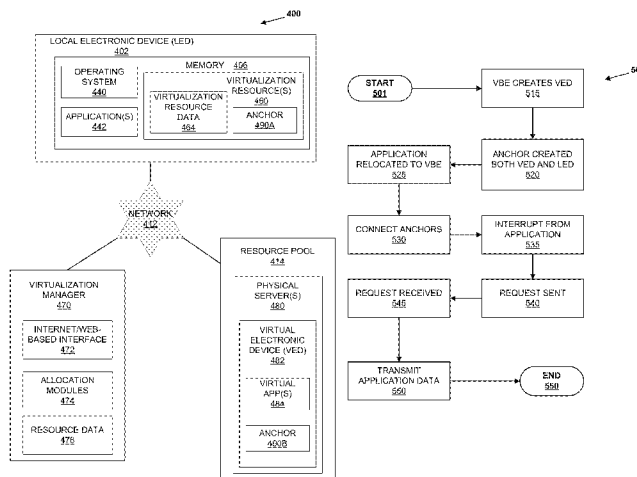 400
LOCAL ELECTRONIC DEVICE (LED)
402
MEMORY 466
OPERATING
SYSTEM
440
APPLICATION(S)
442
VIRTUALIZATION
RESOURCE(S)
460
VIRTUALIZATION
RESOURCE
DATA
464
ANCHOR
490A
NETWORK
412
VIRTUALIZATION
MANAGER
470
INTERNET/WEB-
BASED INTERFACE
472
ALLOCATION
MODULES
474
RESOURCE DATA
476
RESOURCE POOL
414
PHYSICAL
SERVER(S)
480
VIRTUAL
ELECTRONIC
DEVICE (VED)
482
VIRTUAL
APP(S)
484
ANCHOR
490B
START
501
VBE CREATES VED
515
ANCHOR CREATED
BOTH VED AND LED
520
APPLICATION
RELOCATED TO VBE
525
CONNECT ANCHORS
530
INTERRUPT FROM
APPLICATION
535
REQUEST SENT
540
REQUEST RECEIVED
545
TRANSMIT
APPLICATION DATA
550
END
550